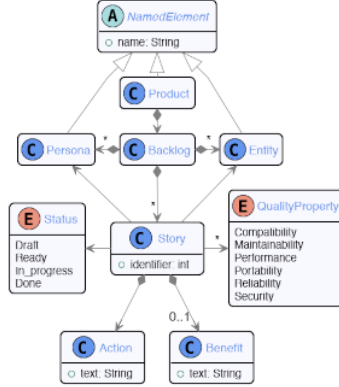 A NamedElement
name: String
C Product
* *
C Persona C Backlog C Entity
* *
E Status
Draft
Ready
In_progress
Done
C Story
identifier: int
*
E QualityProperty
Compatibility
Maintainability
Performance
Portability
Reliability
Security
0..1
C Action
text: String
C Benefit
text: String